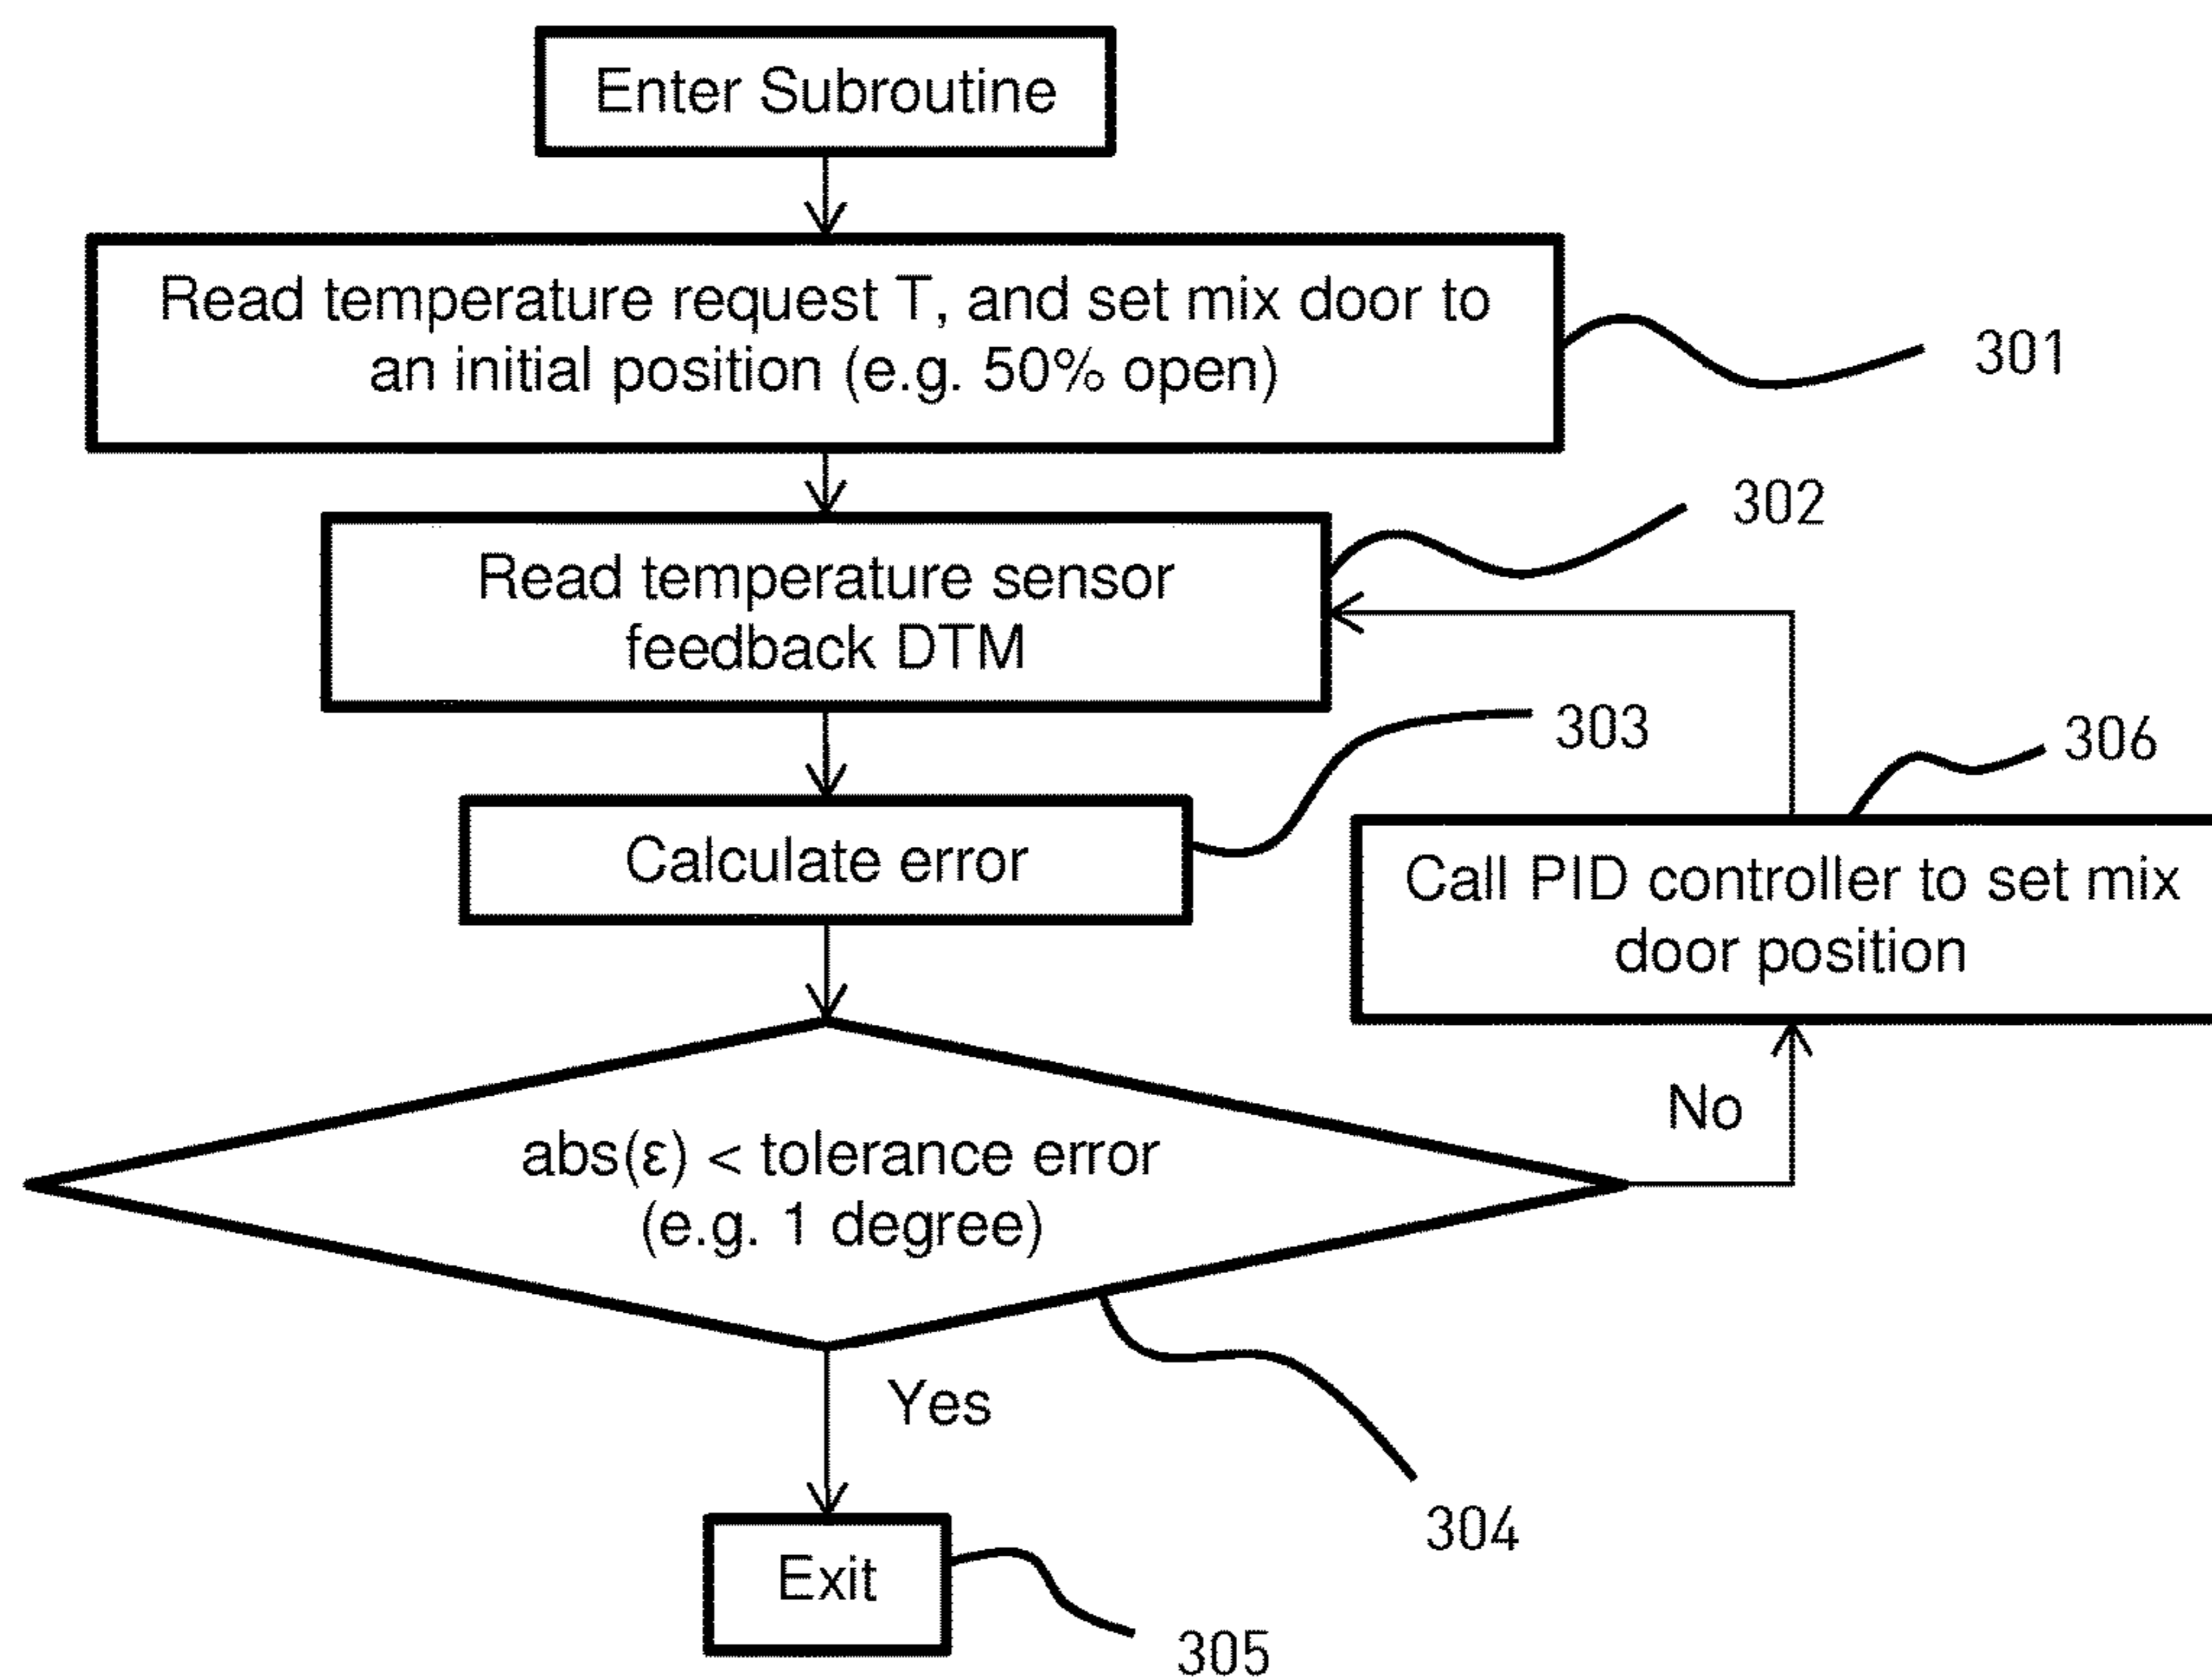 Enter Subroutine
Read temperature request T, and set mix door to
an initial position (e.g. 50% open)
301
302
Read temperature sensor
feedback DTM
303
306
Calculate error
Call PID controller to set mix
door position
No
abs(ε) < tolerance error
(e.g. 1 degree)
Yes
304
Exit
305